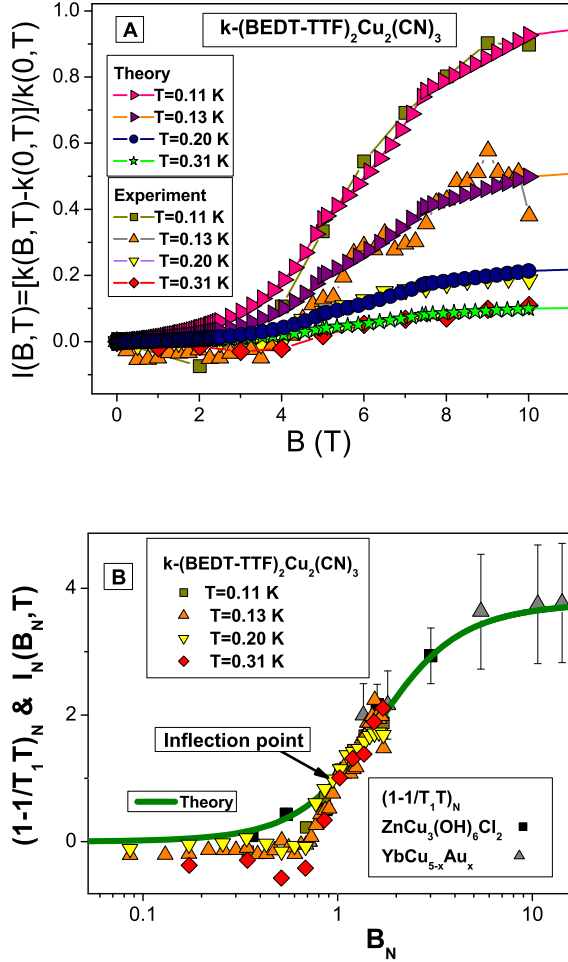 A
k-(BEDT-TTF)2Cu2(CN)3
Theory
T=0.11 K
T=0.13 K
T=0.20 K
T=0.31 K
Experiment
T=0.11 K
T=0.13 K
T=0.20 K
T=0.31 K
I(B,T)=[k(B,T)-k(0,T)]/k(0,T)
1.0
0.8
0.6
0.4
0.2
0.0
0
2
4
6
8
10
B (T)
B
k-(BEDT-TTF)2Cu2(CN)3
T=0.11 K
T=0.13 K
T=0.20 K
T=0.31 K
Inflection point
Theory
(1-1/T1T)N
ZnCu3(OH)6Cl2
YbCu5-xAux
(1-1/T1T)N & IN(BN,T)
4
2
0
0.1
1
10
BN